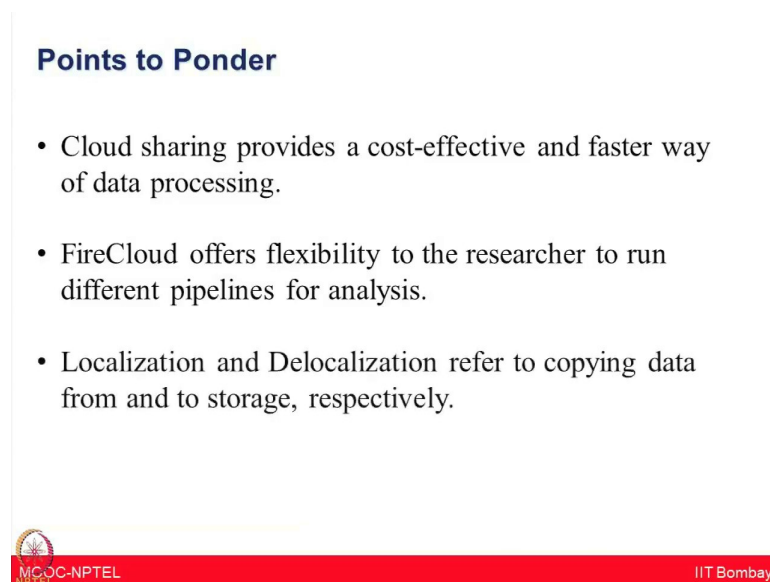 Points to Ponder
• Cloud sharing provides a cost-effective and faster way
of data processing.
• FireCloud offers flexibility to the researcher to run
different pipelines for analysis.
• Localization and Delocalization refer to copying data
from and to storage, respectively.
MOOC-NPTEL
IIT Bombay
NPTEL